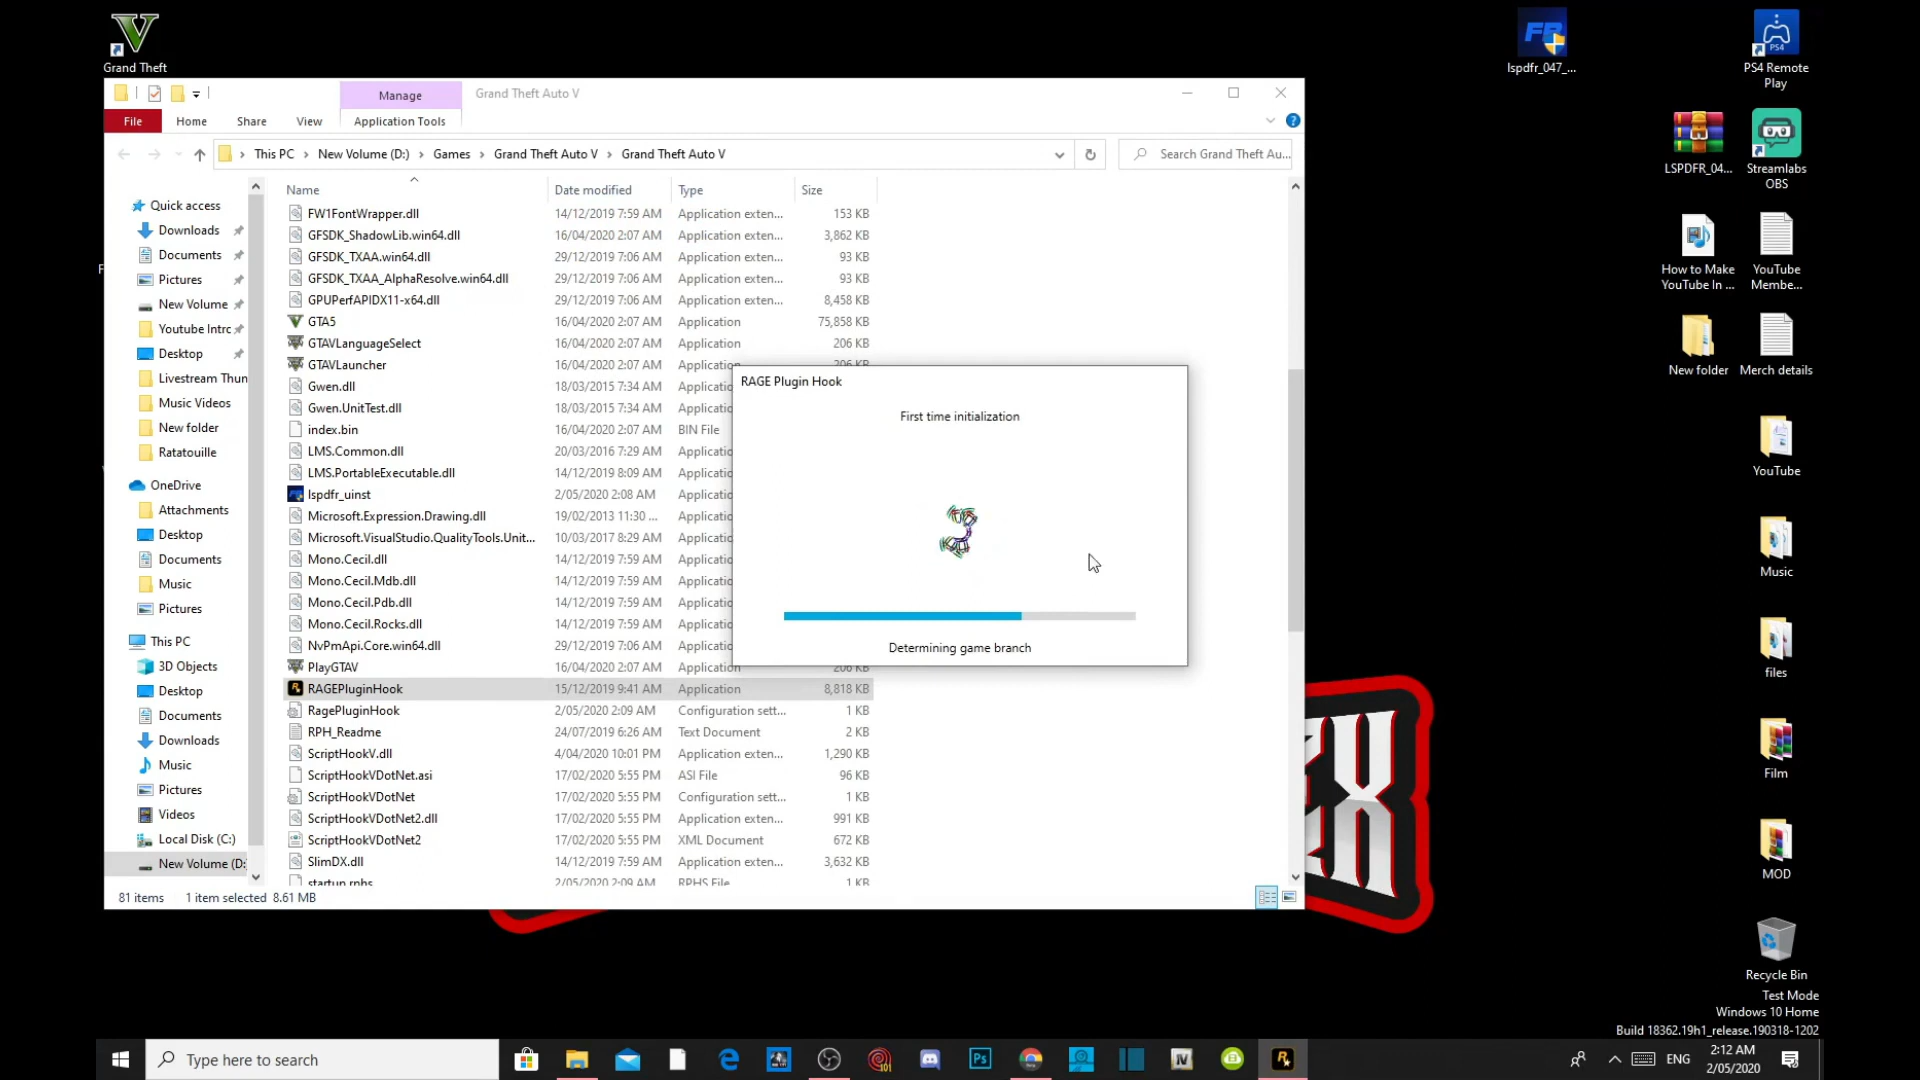 Grand Theft
Manage
Grand Theft Auto V
File
Home
Share
View
Application Tools
This PC
New Volume (D:)
Games
Grand Theft Auto V
Grand Theft Auto V
Search Grand Theft Au...
Quick access
Downloads
Documents
Pictures
New Volume
Youtube Intrc
Desktop
Livestream Thun
Music Videos
New folder
Ratatouille
OneDrive
Attachments
Desktop
Documents
Music
Pictures
This PC
3D Objects
Desktop
Documents
Downloads
Music
Pictures
Videos
Local Disk (C:)
New Volume (D:
Name
Date modified
Type
Size
FW1FontWrapper.dll 14/12/2019 7:59 AM Application exten... 153 KB
GFSDK_ShadowLib.win64.dll 16/04/2020 2:07 AM Application exten... 3,862 KB
GFSDK_TXAA.win64.dll 29/12/2019 7:06 AM Application exten... 93 KB
GFSDK_TXAA_AlphaResolve.win64.dll 29/12/2019 7:06 AM Application exten... 93 KB
GPUPerfAPIDX11-x64.dll 29/12/2019 7:06 AM Application exten... 8,458 KB
GTA5 16/04/2020 2:07 AM Application 75,858 KB
GTAVLanguageSelect 16/04/2020 2:07 AM Application 206 KB
GTAVLauncher 16/04/2020 2:07 AM Application 206 KB
Gwen.dll 18/03/2015 7:34 AM Applicatio
Gwen.UnitTest.dll 18/03/2015 7:34 AM Applicatio
index.bin 16/04/2020 2:07 AM BIN File
LMS.Common.dll 20/03/2016 7:29 AM Applicatio
LMS.PortableExecutable.dll 14/12/2019 8:09 AM Applicatio
lspdfr_uinst 2/05/2020 2:08 AM Applicatio
Microsoft.Expression.Drawing.dll 19/02/2013 11:30 ... Applicatio
Microsoft.VisualStudio.QualityTools.Unit... 10/03/2017 8:29 AM Applicatio
Mono.Cecil.dll 14/12/2019 7:59 AM Applicatio
Mono.Cecil.Mdb.dll 14/12/2019 7:59 AM Applicatio
Mono.Cecil.Pdb.dll 14/12/2019 7:59 AM Applicatio
Mono.Cecil.Rocks.dll 14/12/2019 7:59 AM Applicatio
NvPmApi.Core.win64.dll 29/12/2019 7:06 AM Applicatio
PlayGTAV 16/04/2020 2:07 AM Application 206 KB
RAGEPluginHook 15/12/2019 9:41 AM Application 8,818 KB
RagePluginHook 2/05/2020 2:09 AM Configuration sett... 1 KB
RPH_Readme 24/07/2019 6:26 AM Text Document 2 KB
ScriptHookV.dll 4/04/2020 10:01 PM Application exten... 1,290 KB
ScriptHookVDotNet.asi 17/02/2020 5:55 PM ASI File 96 KB
ScriptHookVDotNet 17/02/2020 5:55 PM Configuration sett... 1 KB
ScriptHookVDotNet2.dll 17/02/2020 5:55 PM Application exten... 991 KB
ScriptHookVDotNet2 17/02/2020 5:55 PM XML Document 672 KB
SlimDX.dll 14/12/2019 7:59 AM Application exten... 3,632 KB
startup.rphs 2/05/2020 2:09 AM RPHS File 1 KB
81 items
1 item selected 8.61 MB
RAGE Plugin Hook
First time initialization
Determining game branch
lspdfr_047_...
PS4
PS4 Remote
Play
LSPDFR_04...
Streamlabs
OBS
How to Make
YouTube In ...
YouTube
Membe...
New folder
Merch details
YouTube
Music
files
Film
MOD
Recycle Bin
Test Mode
Windows 10 Home
Build 18362.19h1_release.190318-1202
Type here to search
Ps
IV
ENG
2:12 AM
2/05/2020